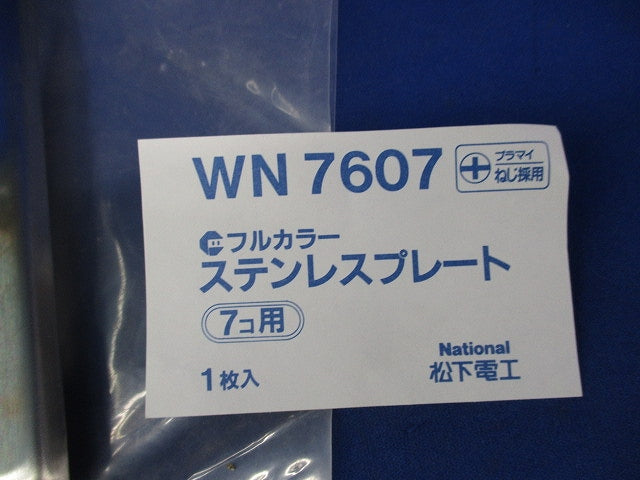 WN 7607
プラマイ
ねじ採用
フルカラー
ステンレスプレート
7コ用
1枚入
National
松下電工